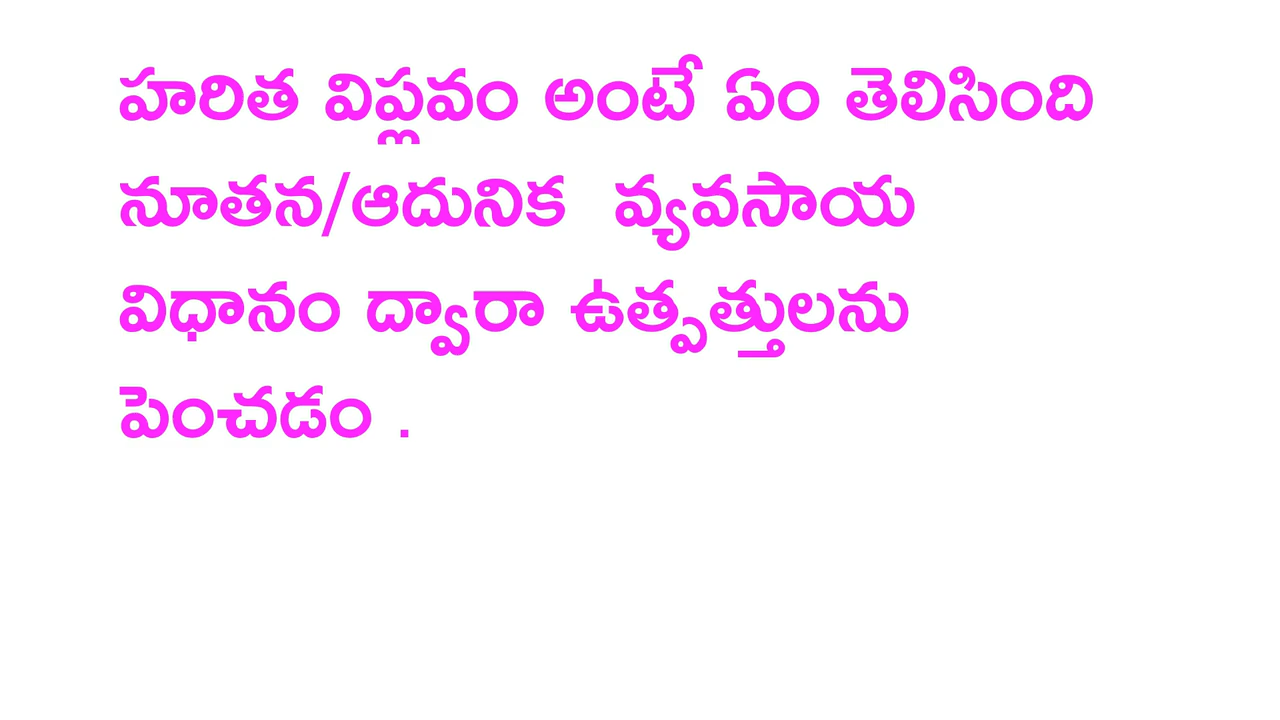 హరిత విప్లవం అంటే ఏం తెలిసింది
నూతన/ఆదునిక వ్యవసాయ
విధానం ద్వారా ఉత్పత్తులను
పెంచడం .